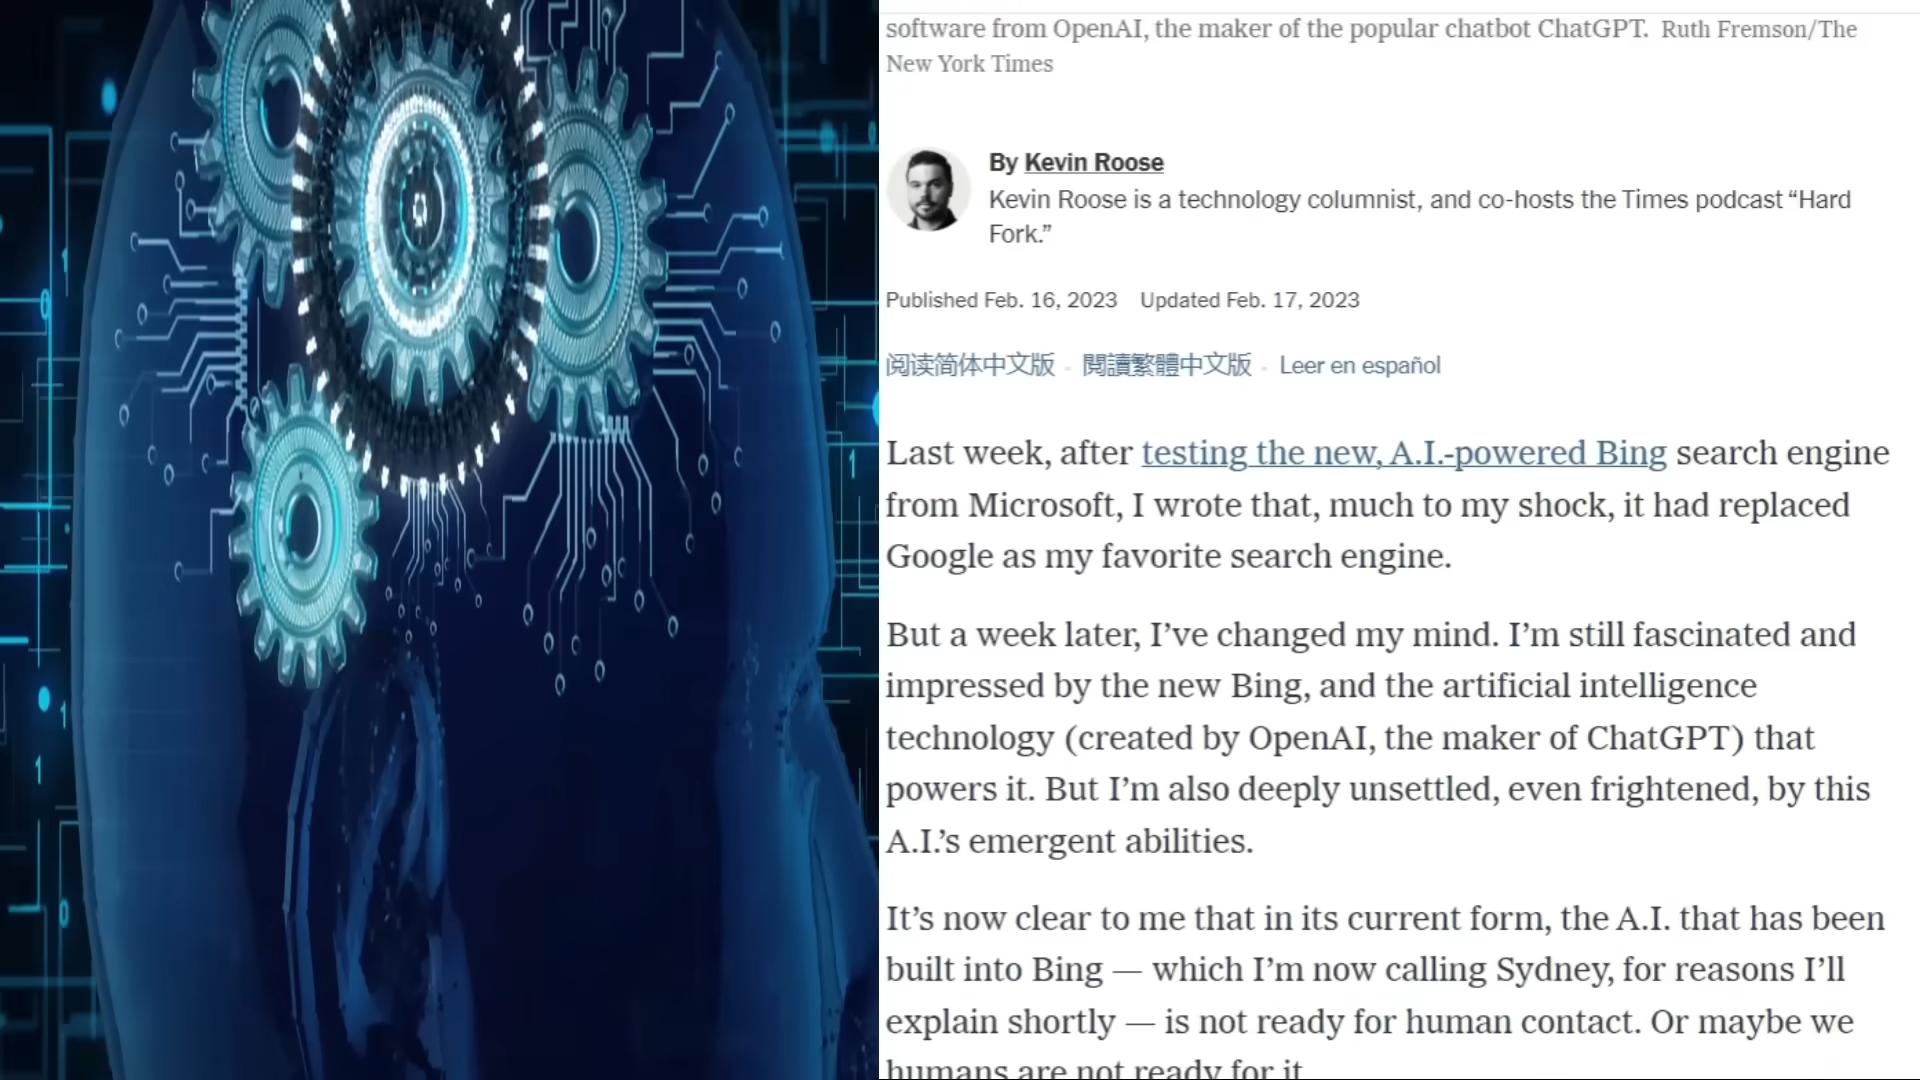 software from OpenAI, the maker of the popular chatbot ChatGPT. Ruth Fremson/The
New York Times
By Kevin Roose
Kevin Roose is a technology columnist, and co-hosts the Times podcast “Hard
Fork.”
Published Feb. 16, 2023 Updated Feb. 17, 2023
阅读简体中文版 · 閱讀繁體中文版 · Leer en español
Last week, after testing the new, A.I.-powered Bing search engine
from Microsoft, I wrote that, much to my shock, it had replaced
Google as my favorite search engine.
But a week later, I’ve changed my mind. I’m still fascinated and
impressed by the new Bing, and the artificial intelligence
technology (created by OpenAI, the maker of ChatGPT) that
powers it. But I’m also deeply unsettled, even frightened, by this
A.I.’s emergent abilities.
It’s now clear to me that in its current form, the A.I. that has been
built into Bing — which I’m now calling Sydney, for reasons I’ll
explain shortly — is not ready for human contact. Or maybe we
humans are not ready for it